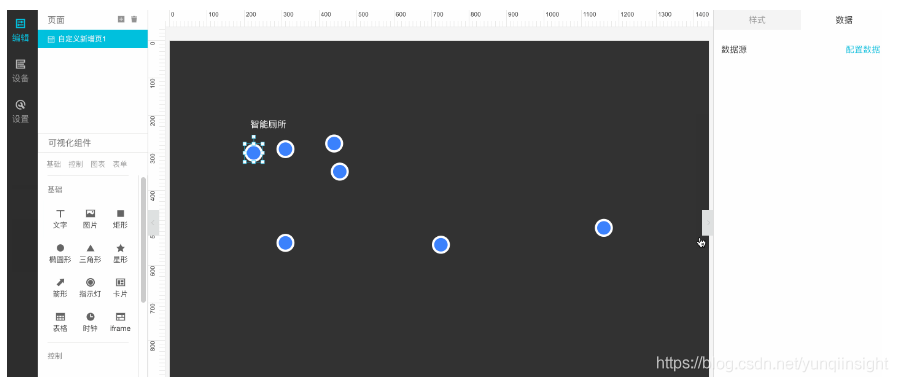 编辑
设备
设置
页面
自定义新增页1
可视化组件
基础 控制 图表 表单
基础
文字 图片 矩形
椭圆形 三角形 星形
箭形 指示灯 卡片
表格 时钟 iframe
控制
0 100 200 300 400 500 600 700 800 900 1000 1100 1200 1300 1400
0
100
200
300
400
600
700
800
智能厕所
样式 数据
数据源 配置数据
https://blog.csdn.net/yunqiinsight